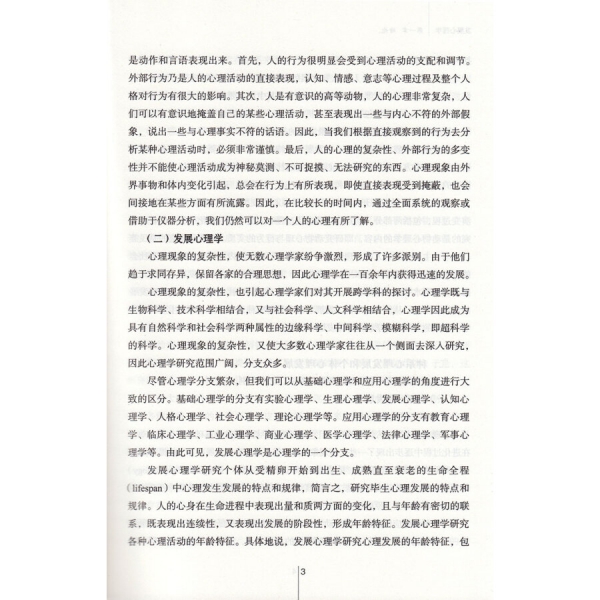 是动作和言语表现出来。首先，人的行为很明显会受到心理活动的支配和调节。
外部行为乃是人的心理活动的直接表现，认知、情感、意志等心理过程及整个人
格对行为有很大的影响。其次，人是有意识的高等动物，人的心理非常复杂，人
们可以有意识地掩盖自己的某些心理活动，甚至表现出一些与内心不符的外部假
象，说出一些与心理事实不符的话语。因此，当我们根据直接观察到的行为去分
析某种心理活动时，必须非常谨慎。最后，人的心理的复杂性、外部行为的多变
性并不能使心理活动成为神秘莫测、不可捉摸、无法研究的东西。心理现象由外
界事物和体内变化引起，总会在行为上有所表现，即使直接表现受到掩蔽，也会
间接地在某些方面有所流露。因此，在比较长的时间内，通过全面系统的观察或
借助于仪器分析，我们仍然可以对一个人的心理有所了解。
（二）发展心理学
心理现象的复杂性，使无数心理学家纷争激烈，形成了许多派别。由于他们
趋于求同存异，保留各家的合理思想，因此心理学在一百余年内获得迅速的发展。
心理现象的复杂性，也引起心理学家们对其开展跨学科的探讨。心理学既与
生物科学、技术科学相结合，又与社会科学、人文科学相结合，心理学因此成为
具有自然科学和社会科学两种属性的边缘科学、中间科学、模糊科学，即超科学
的科学。心理现象的复杂性，又使大多数心理学家往往从一个侧面去深入研究，
因此心理学研究范围广阔，分支众多。
尽管心理学分支繁杂，但我们可以从基础心理学和应用心理学的角度进行大
致的区分。基础心理学的分支有实验心理学、生理心理学、发展心理学、认知心
理学、人格心理学、社会心理学、理论心理学等。应用心理学的分支有教育心理
学、临床心理学、工业心理学、商业心理学、医学心理学、法律心理学、军事心
理学等。由此可见，发展心理学是心理学的一个分支。
发展心理学研究个体从受精卵开始到出生、成熟直至衰老的生命全程
（lifespan）中心理发生发展的特点和规律，简言之，研究毕生心理发展的特点和
规律。人的心身在生命进程中表现出量和质两方面的变化，且与年龄有密切的联
系，既表现出连续性，又表现出发展的阶段性，形成年龄特征。发展心理学研究
各种心理活动的年龄特征。具体地说，发展心理学研究心理发展的年龄特征，包
3